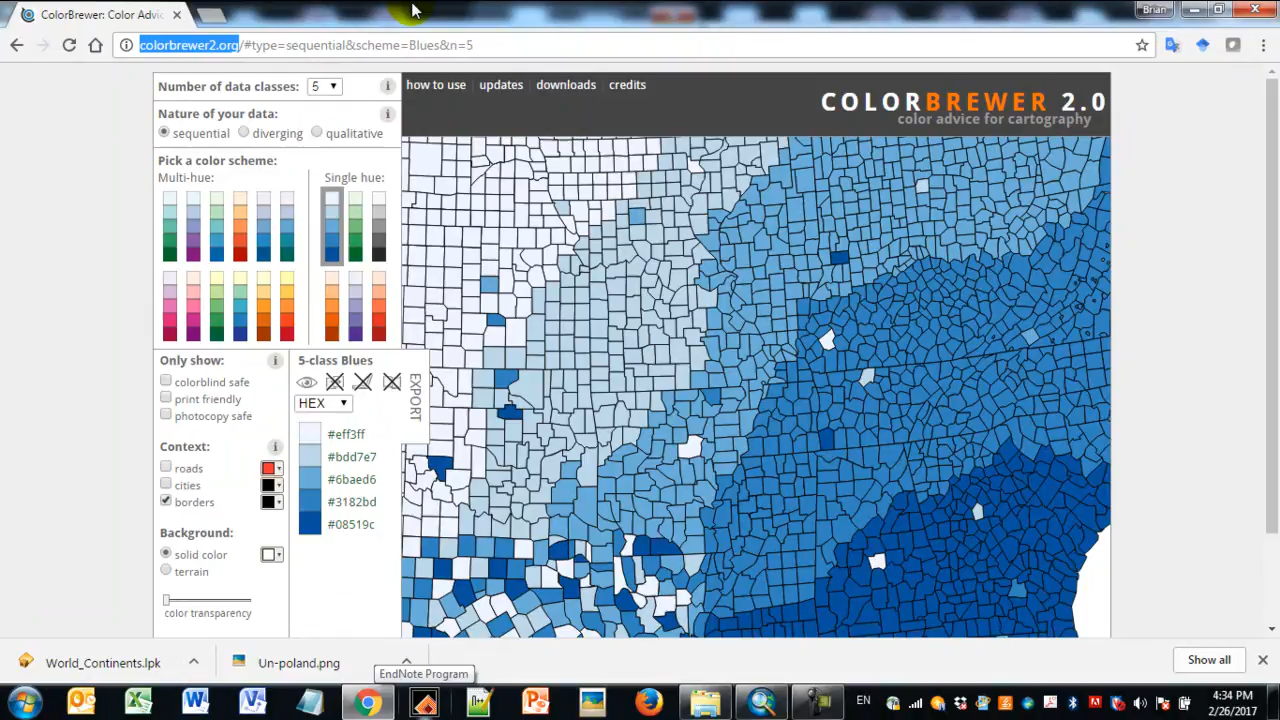 ColorBrewer: Color Advic
Brian
colorbrewer2.org/#type=sequential&scheme=Blues&n=5
Number of data classes: 5
how to use | updates | downloads | credits
COLORBREWER 2.0
color advice for cartography
Nature of your data:
sequential diverging qualitative
Pick a color scheme:
Multi-hue: Single hue:
Only show:
colorblind safe
print friendly
photocopy safe
Context:
roads
cities
borders
Background:
solid color
terrain
color transparency
5-class Blues
EXPORT
HEX
#eff3ff
#bdd7e7
#6baed6
#3182bd
#08519c
World_Continents.lpk
Un-poland.png
Show all
EndNote Program
EN
4:34 PM
2/26/2017